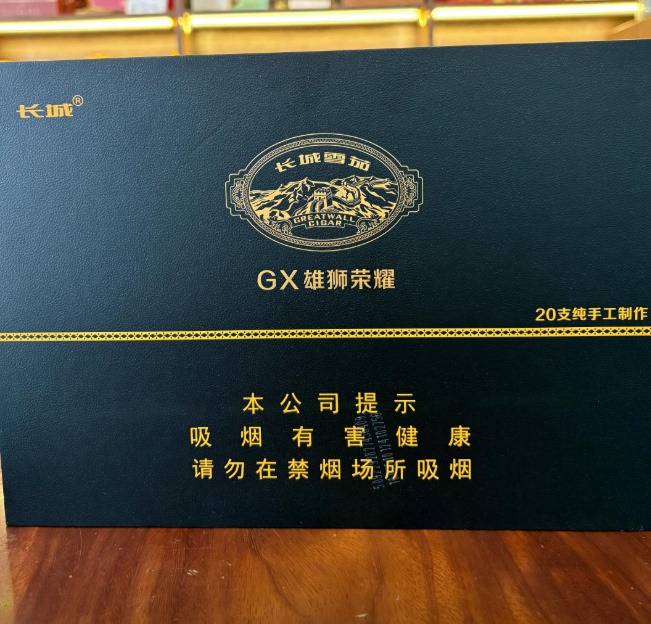 长城®
长城雪茄
GREATWALL
CIGAR
GX雄狮荣耀
20支纯手工制作
本公司提示
吸烟有害健康
请勿在禁烟场所吸烟